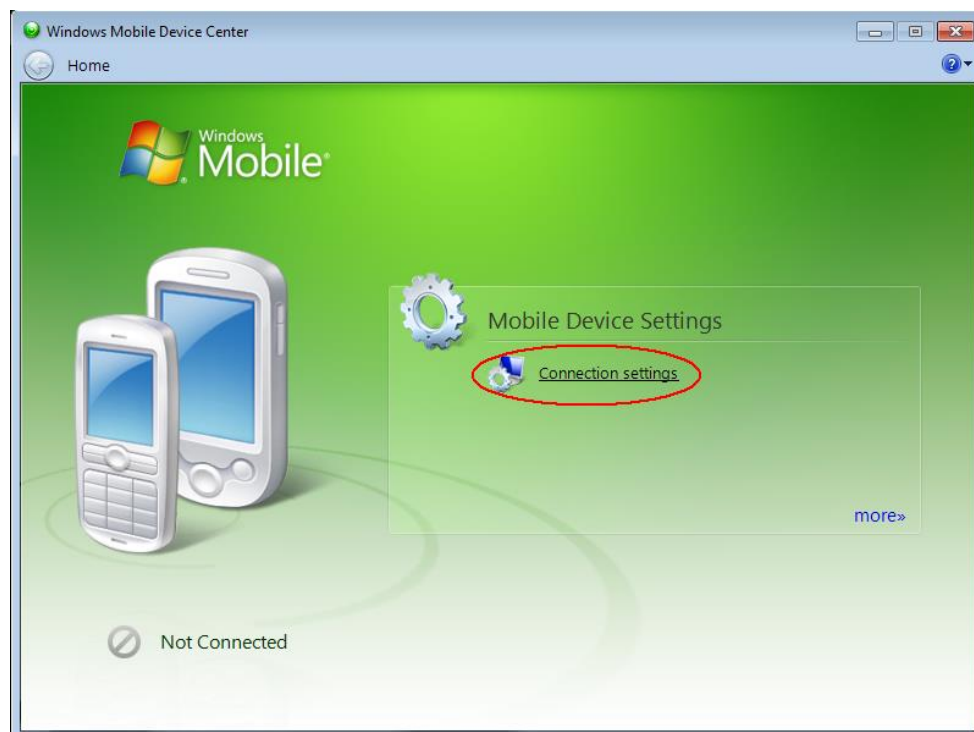 Windows Mobile Device Center
Home
Windows
Mobile®
Mobile Device Settings
Connection settings
more»
Not Connected